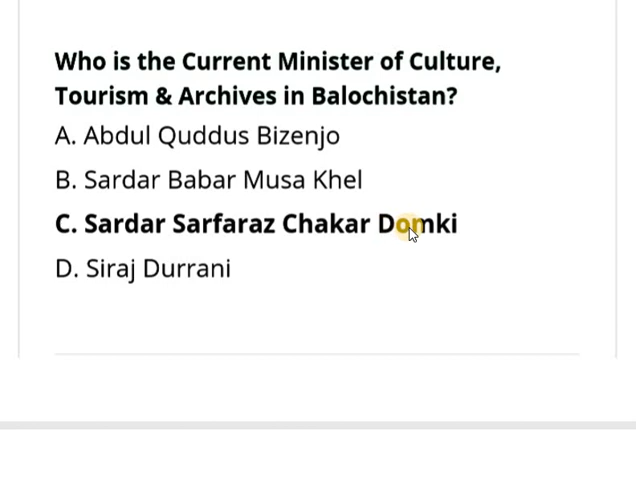 Who is the Current Minister of Culture,
Tourism & Archives in Balochistan?
A. Abdul Quddus Bizenjo
B. Sardar Babar Musa Khel
C. Sardar Sarfaraz Chakar Domki
D. Siraj Durrani